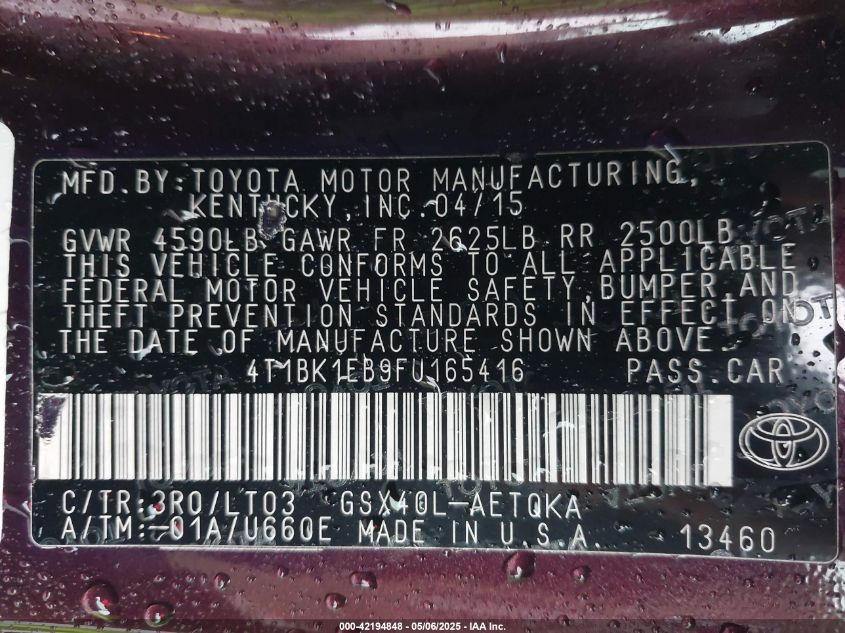 MFD.BY:TOYOTA MOTOR MANUFACTURING,
KENTUCKY,INC.04/15
GVWR 4590LB GAWR FR 2625LB RR 2500LB
THIS VEHICLE CONFORMS TO ALL APPLICABLE
FEDERAL MOTOR VEHICLE SAFETY,BUMPER,AND
THEFT PREVENTION STANDARDS IN EFFECT ON
THE DATE OF MANUFACTURE SHOWN ABOVE.
4T1BK1EB9FU165416 PASS.CAR
C/TR:3R0/LT03 GSX40L-AETQKA
A/TM:-01A/U660E MADE IN U.S.A. 13460
000-42194848 - 05/06/2025 - IAA Inc.